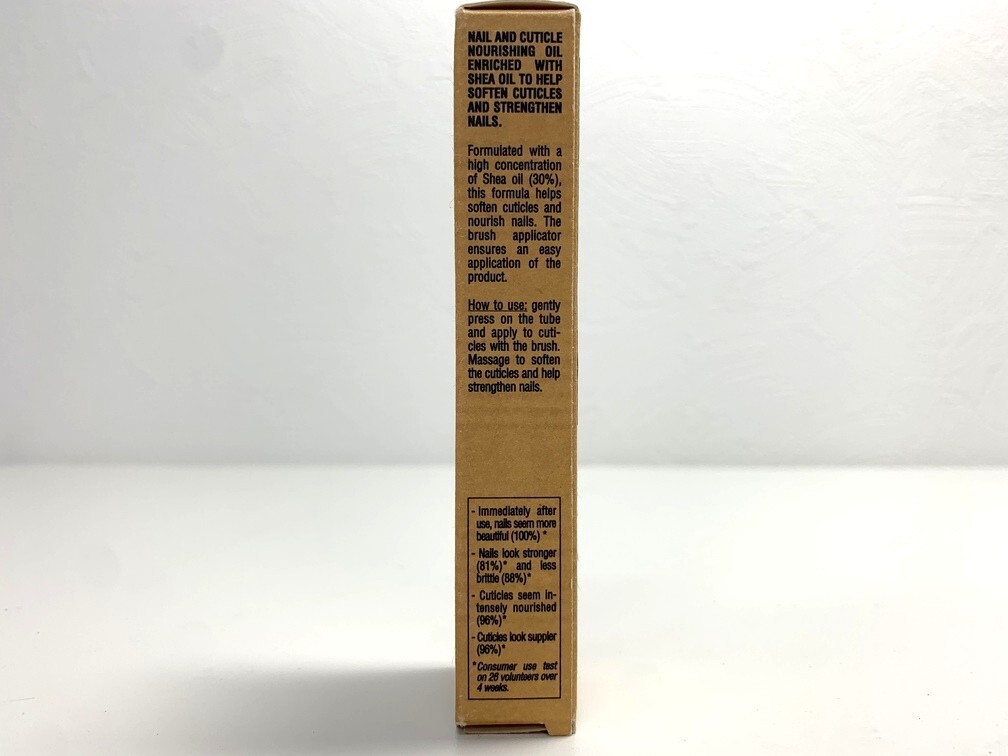 NAIL AND CUTICLE
NOURISHING OIL
ENRICHED WITH
SHEA OIL TO HELP
SOFTEN CUTICLES
AND STRENGTHEN
NAILS.
Formulated with a
high concentration
of Shea oil (30%),
this formula helps
soften cuticles and
nourish nails. The
brush applicator
ensures an easy
application of the
product.
How to use: gently
press on the tube
and apply to cuti-
cles with the brush.
Massage to soften
the cuticles and help
strengthen nails.
- Immediately after
use, nails seem more
beautiful (100%) *
- Nails look stronger
(81%)* and less
brittle (88%)*
- Cuticles seem in-
tensely nourished
(96%)*
- Cuticles look suppler
(96%)*
*Consumer use test
on 26 volunteers over
4 weeks.